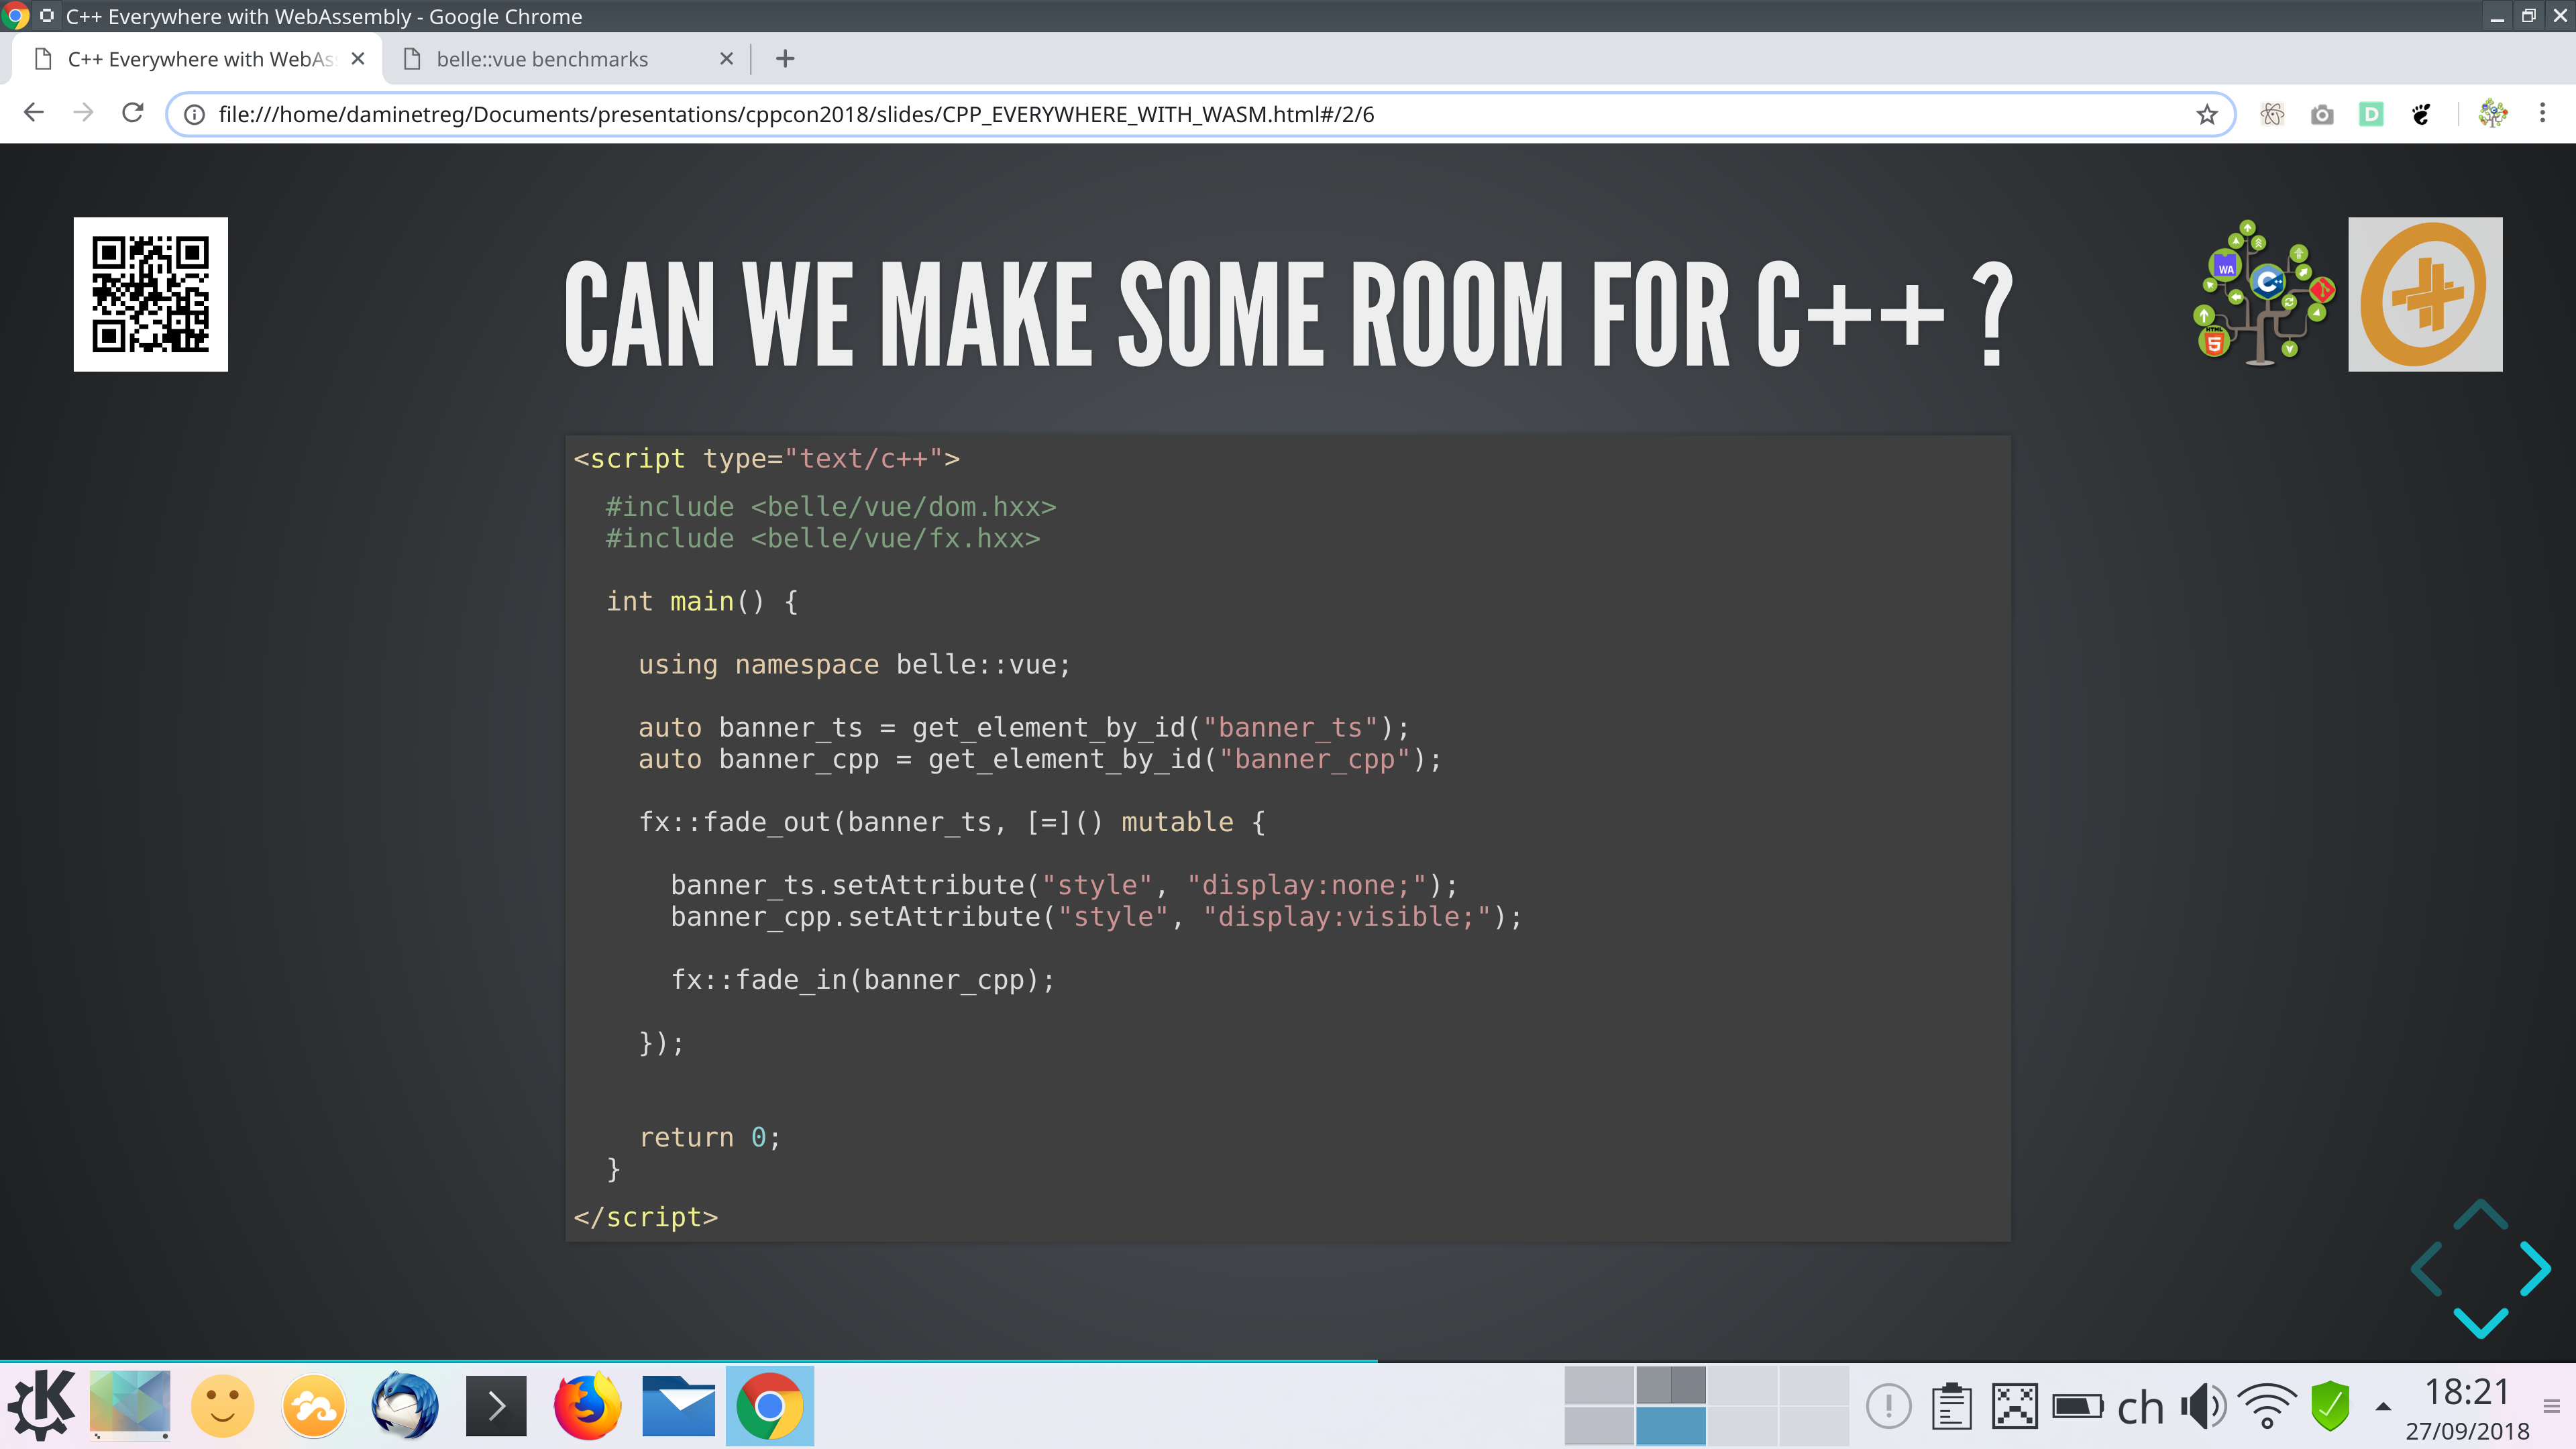 C++ Everywhere with WebAssembly - Google Chrome
C++ Everywhere with WebAs
belle::vue benchmarks
file:///home/daminetreg/Documents/presentations/cppcon2018/slides/CPP_EVERYWHERE_WITH_WASM.html#/2/6
D
CAN WE MAKE SOME ROOM FOR C++ ?
WA
C++
HTML
5
<script type="text/c++">
#include <belle/vue/dom.hxx>
#include <belle/vue/fx.hxx>
int main() {
using namespace belle::vue;
auto banner_ts = get_element_by_id("banner_ts");
auto banner_cpp = get_element_by_id("banner_cpp");
fx::fade_out(banner_ts, [=]() mutable {
banner_ts.setAttribute("style", "display:none;");
banner_cpp.setAttribute("style", "display:visible;");
fx::fade_in(banner_cpp);
});
return 0;
}
</script>
ch
18:21
27/09/2018